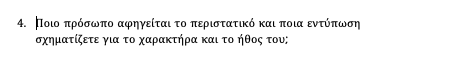 4. Ποιο πρόσωπο αφηγείται το περιστατικό και ποια εντύπωση
σχηματίζετε για το χαρακτήρα και το ήθος του;